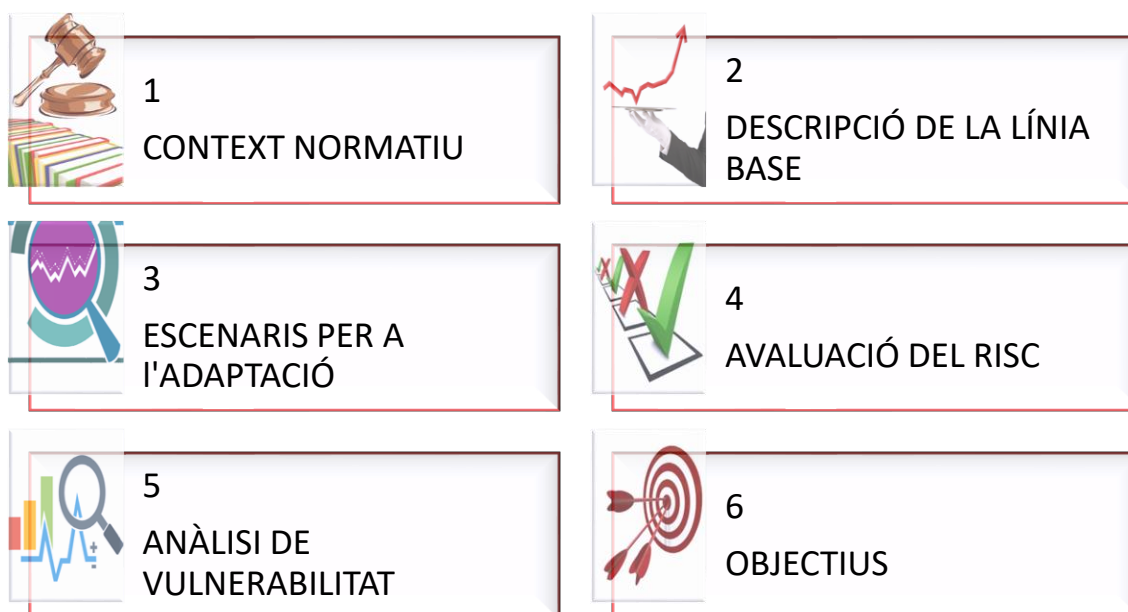 1
CONTEXT NORMATIU
2
DESCRIPCIÓ DE LA LÍNIA
BASE
3
ESCENARIS PER A
l'ADAPTACIÓ
4
AVALUACIÓ DEL RISC
5
ANÀLISI DE
VULNERABILITAT
6
OBJECTIUS